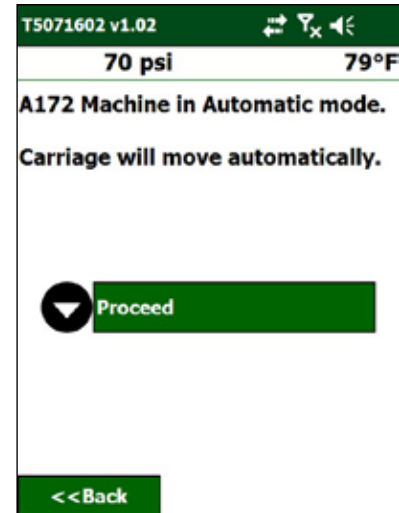 T5071602 v1.02
70 psi 79°F
A172 Machine in Automatic mode.
Carriage will move automatically.
Proceed
<<Back